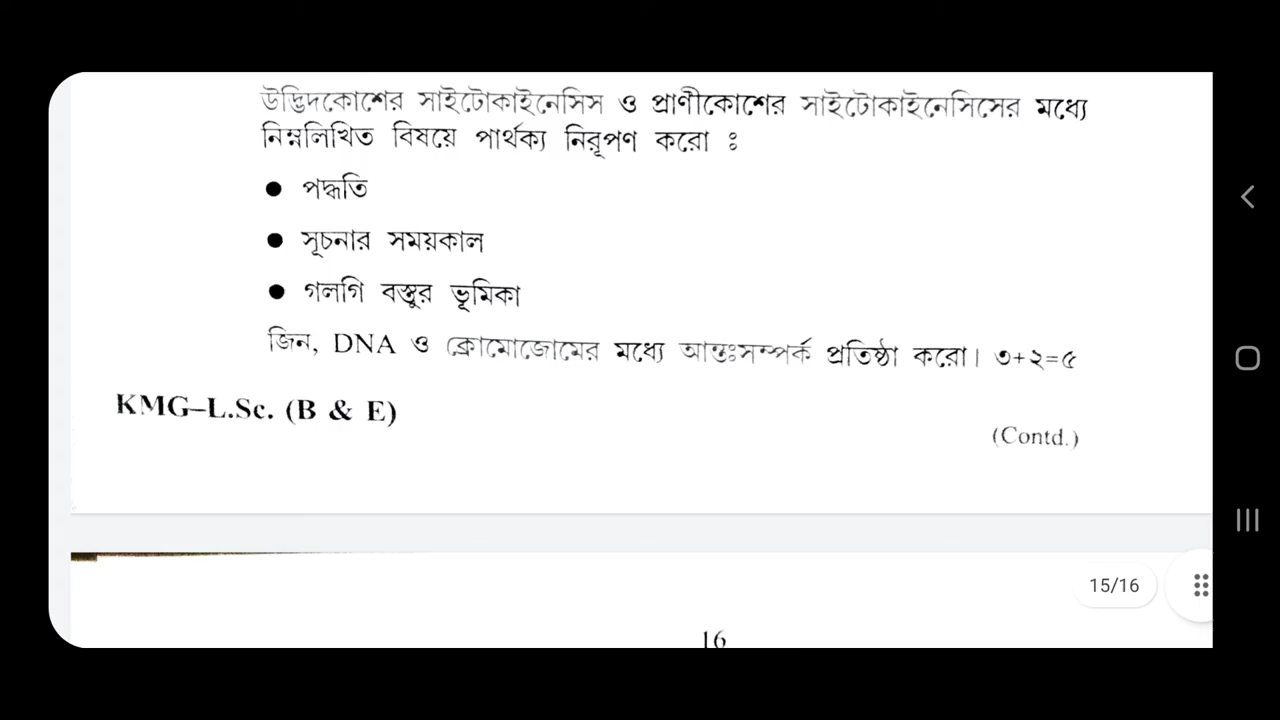 উদ্ভিদকোশের সাইটোকাইনেসিস ও প্রাণীকোশের সাইটোকাইনেসিসের মধ্যে
নিম্নলিখিত বিষয়ে পার্থক্য নিরূপণ করো ঃ
● পদ্ধতি
● সূচনার সময়কাল
● গলগি বস্তুর ভূমিকা
জিন, DNA ও ক্রোমোজোমের মধ্যে আন্তঃসম্পর্ক প্রতিষ্ঠা করো। ৩+২=৫
KMG–L.Sc. (B & E)
(Contd.)
15/16
16